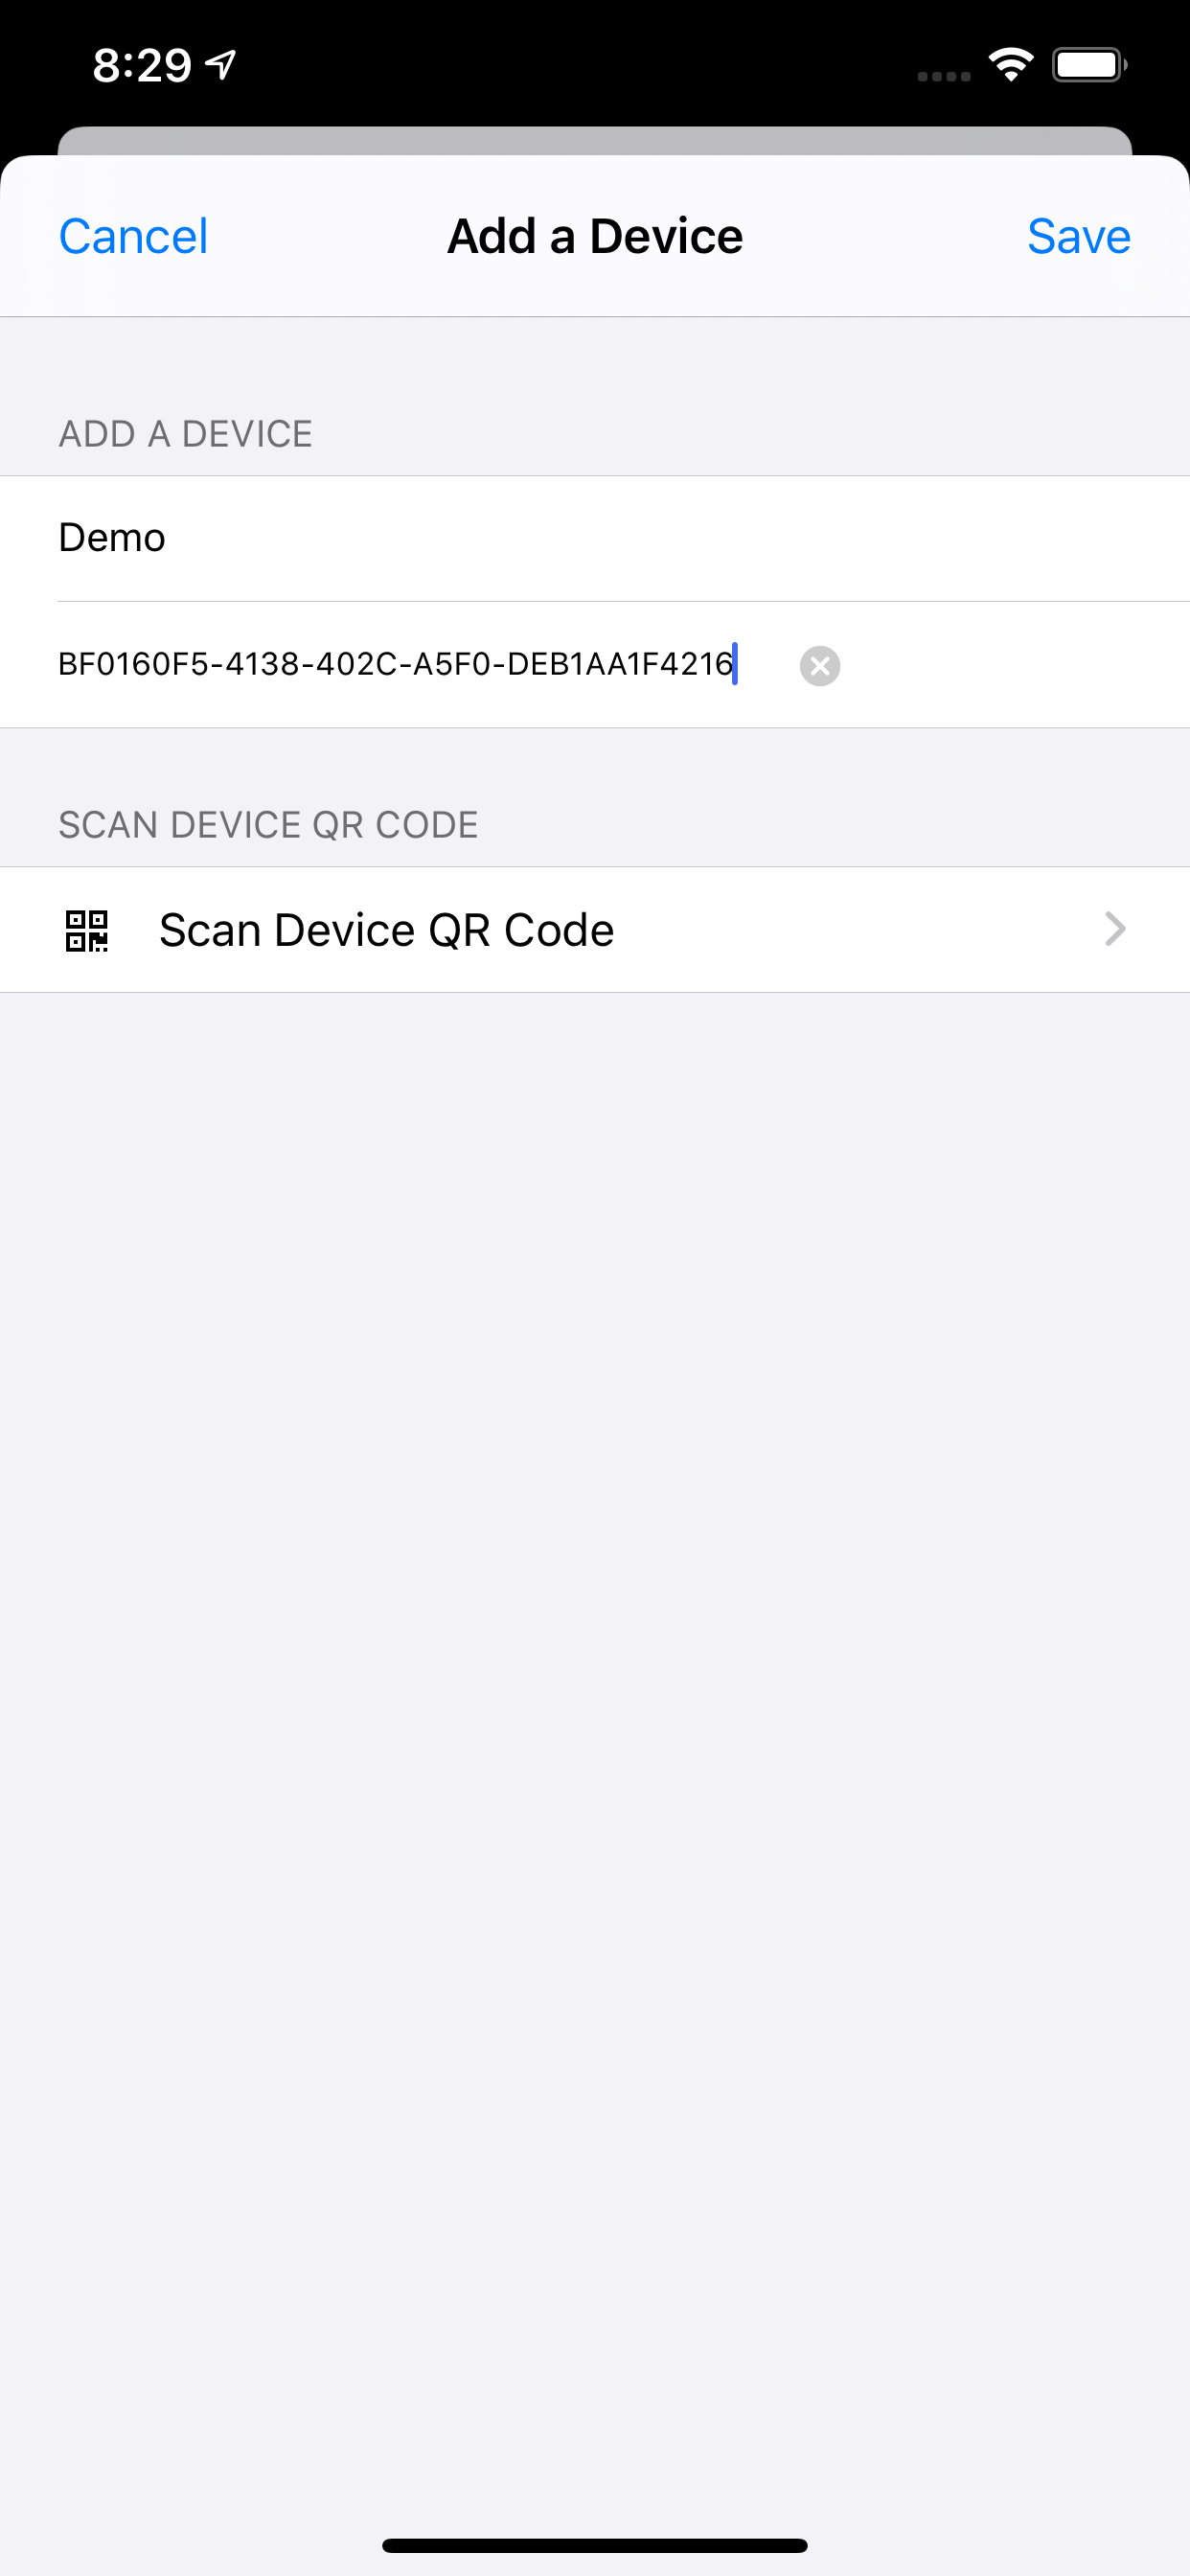 8:29
Cancel
Add a Device
Save
ADD A DEVICE
Demo
BF0160F5-4138-402C-A5F0-DEB1AA1F4216
SCAN DEVICE QR CODE
Scan Device QR Code